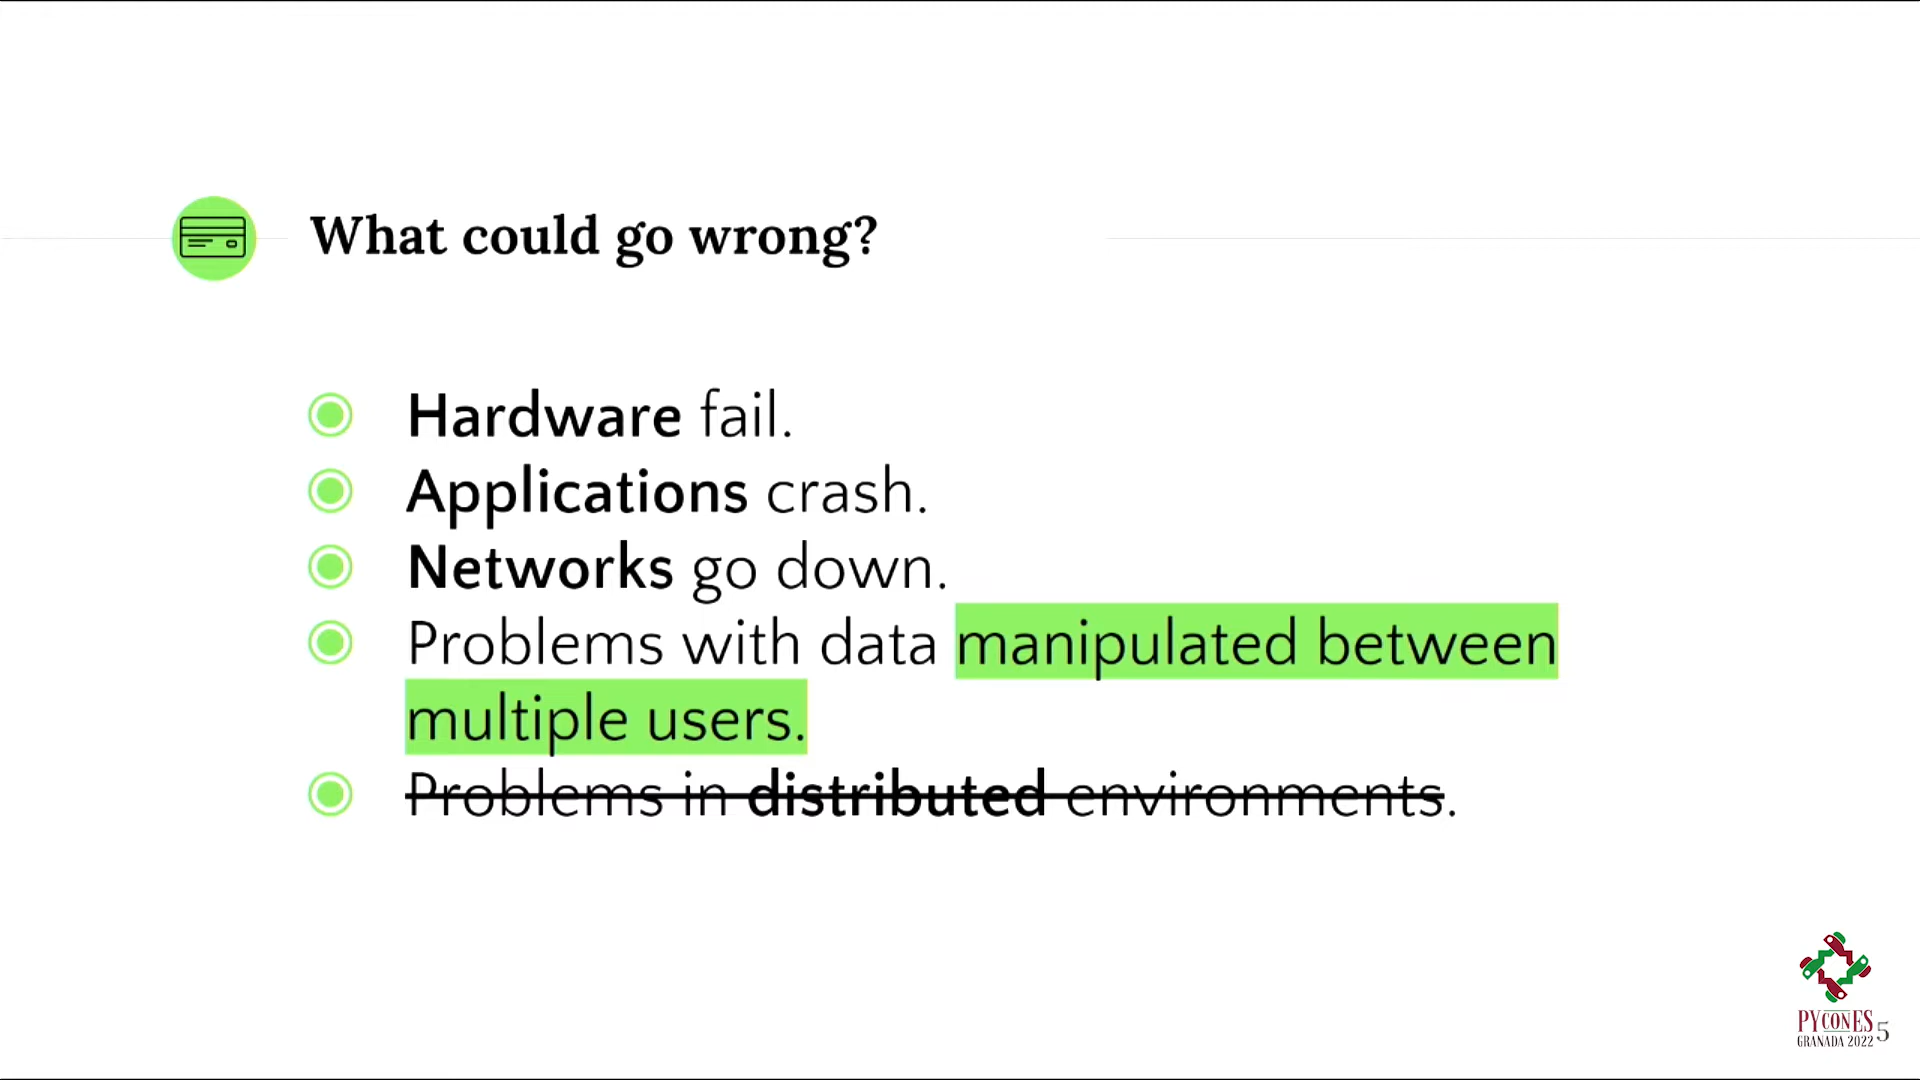 What could go wrong?
Hardware fail.
Applications crash.
Networks go down.
Problems with data manipulated between
multiple users.
Problems in distributed environments.
PYCONES
GRANADA 2022
5